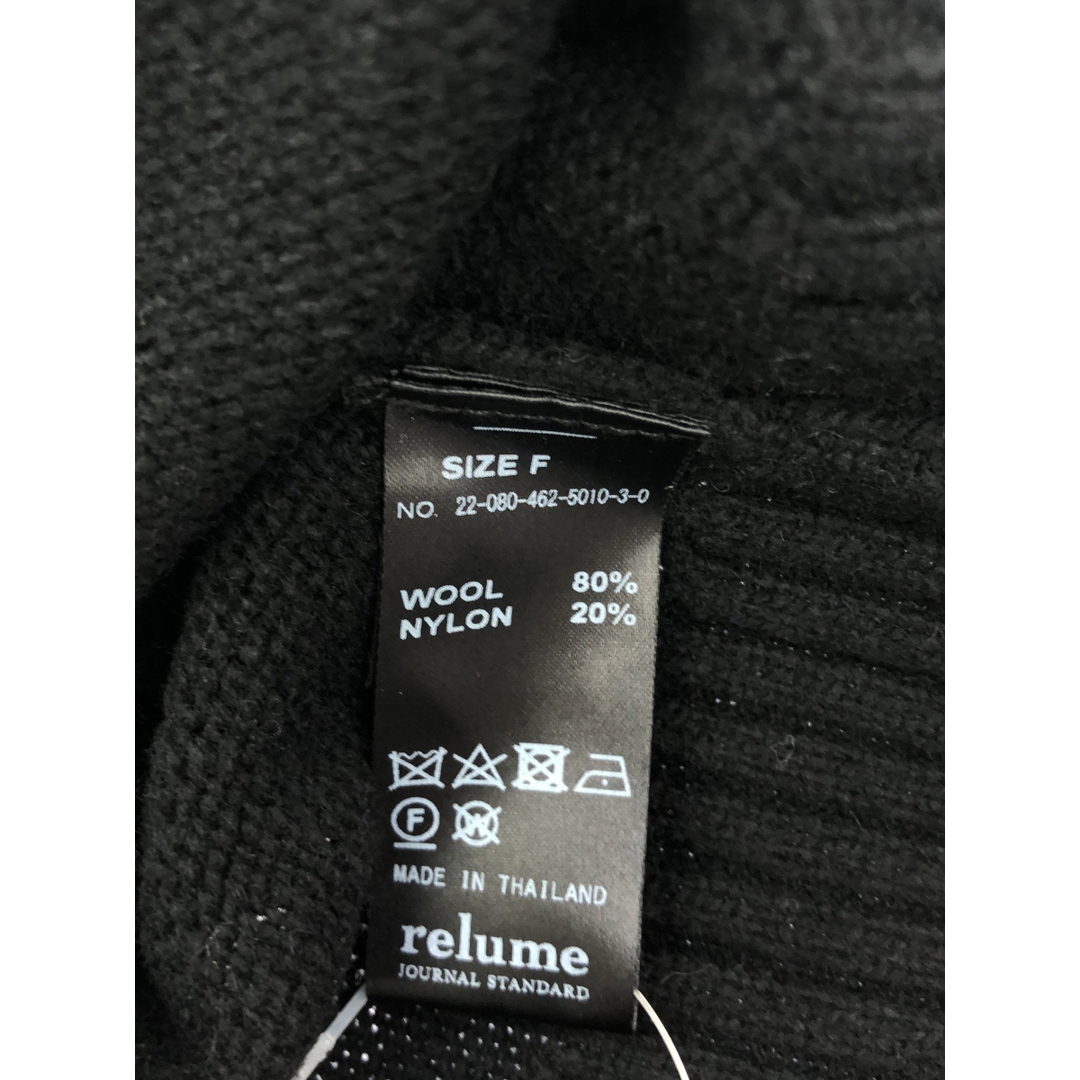 SIZE F
NO. 22-080-462-5010-3-0
WOOL 80%
NYLON 20%
F W
MADE IN THAILAND
relume
JOURNAL STANDARD